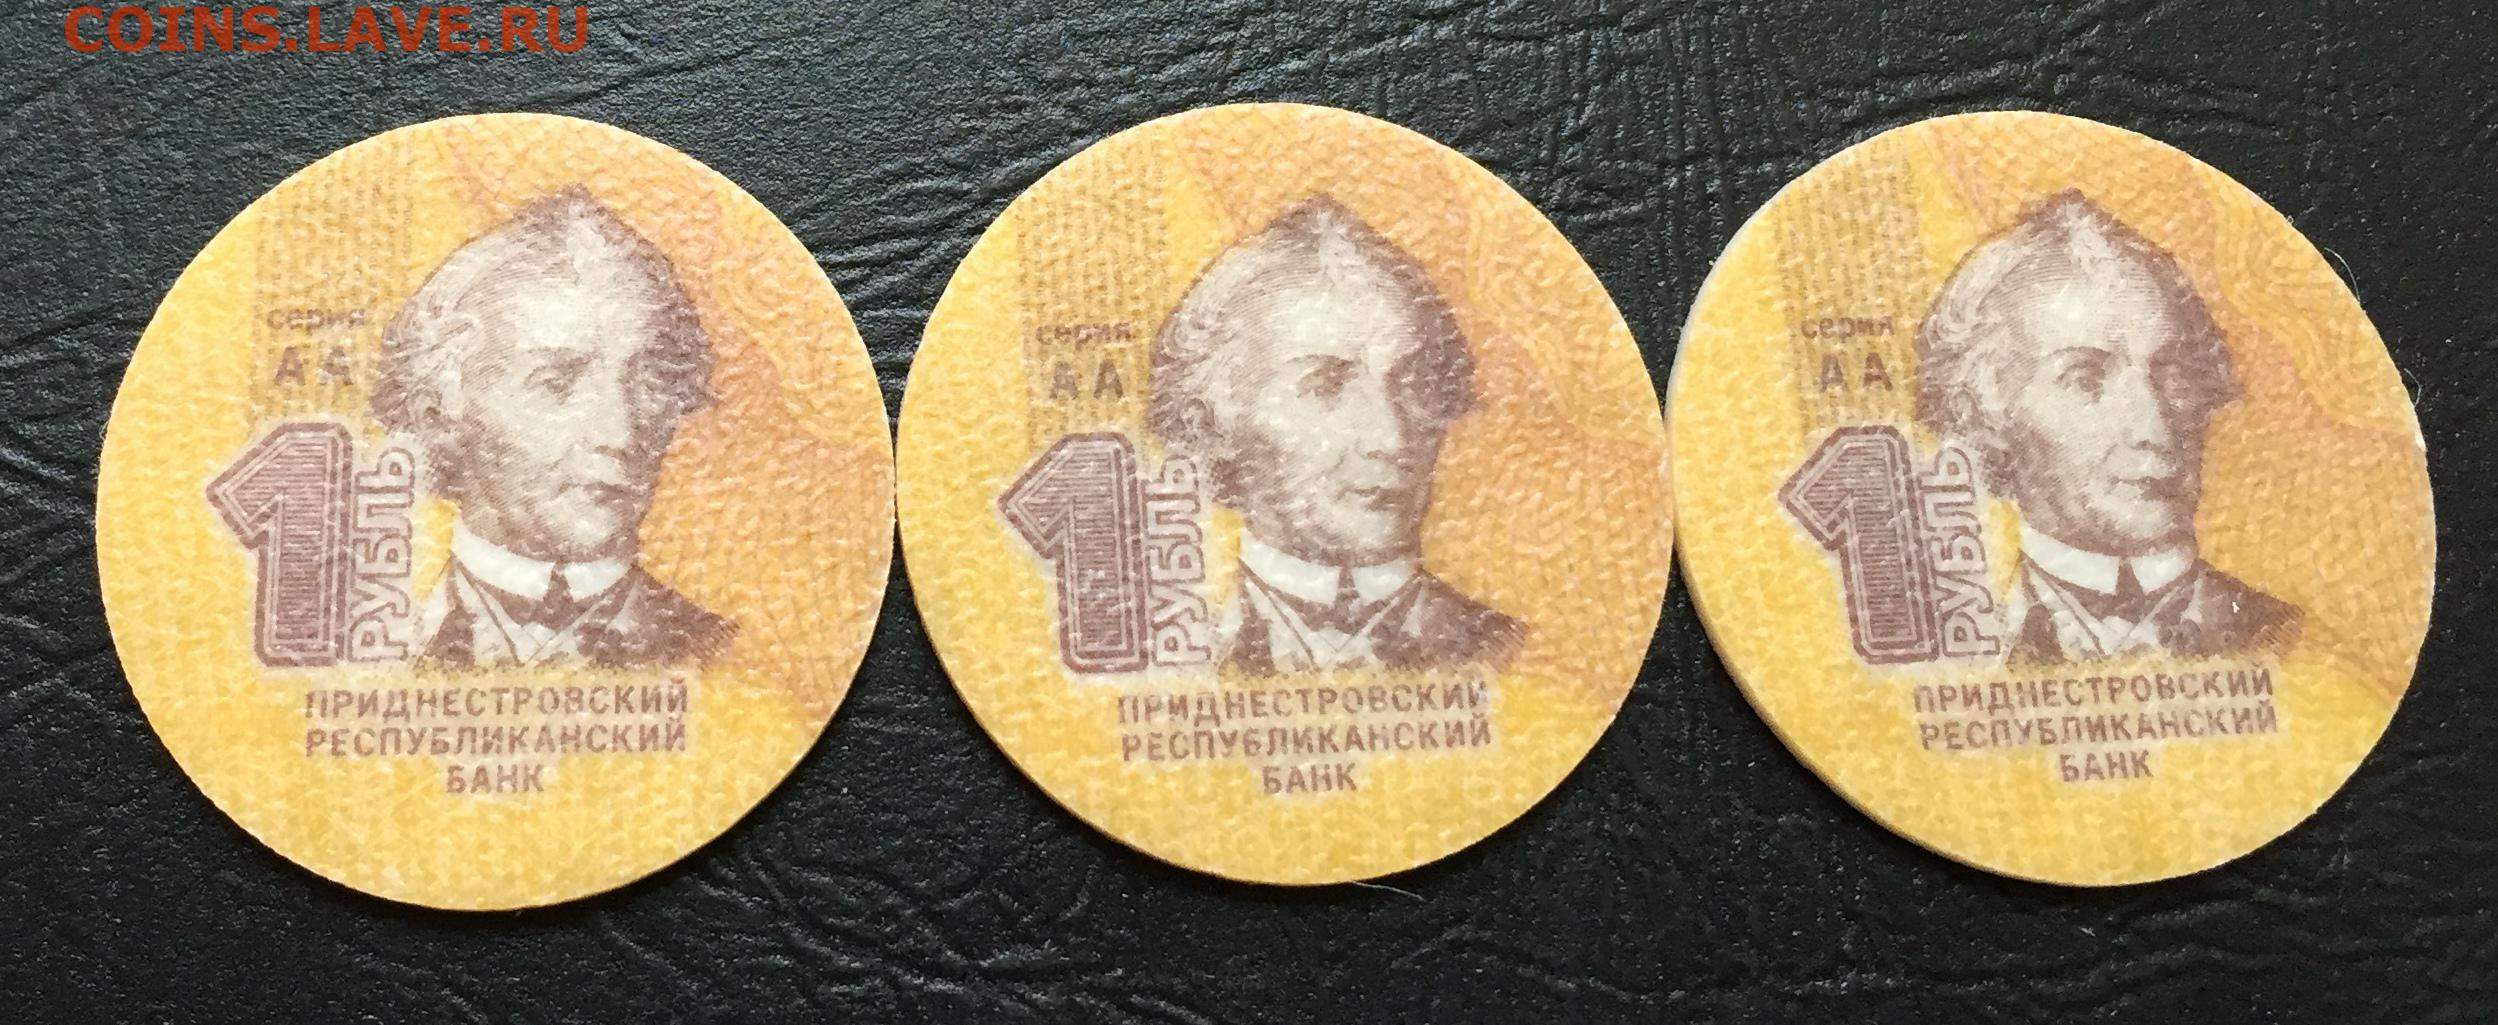 COINS.LAVE.RU
серия
АА
1
РУБЛЬ
ПРИДНЕСТРОВСКИЙ
РЕСПУБЛИКАНСКИЙ
БАНК
серия
АА
1
РУБЛЬ
ПРИДНЕСТРОВСКИЙ
РЕСПУБЛИКАНСКИЙ
БАНК
серия
АА
1
РУБЛЬ
ПРИДНЕСТРОВСКИЙ
РЕСПУБЛИКАНСКИЙ
БАНК